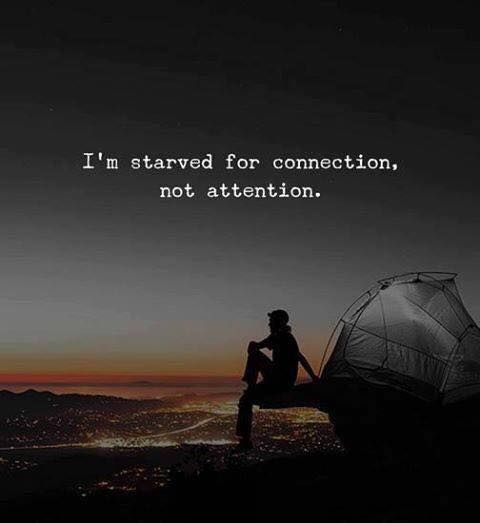 I'm starved for connection,
not attention.